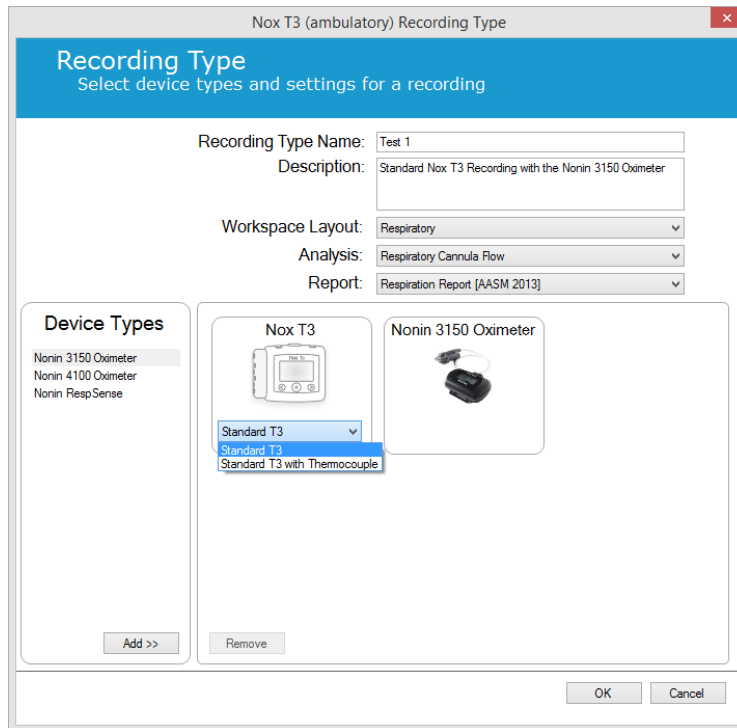 Nox T3 (ambulatory) Recording Type
Recording Type
Select device types and settings for a recording
Recording Type Name: Test 1
Description: Standard Nox T3 Recording with the Nonin 3150 Oximeter
Workspace Layout: Respiratory
Analysis: Respiratory Cannula Flow
Report: Respiration Report [AASM 2013]
Device Types
Nonin 3150 Oximeter
Nonin 4100 Oximeter
Nonin RespSense
Add >>
Nox T3
Standard T3
Standard T3
Standard T3 with Thermocouple
Nonin 3150 Oximeter
Remove
OK Cancel